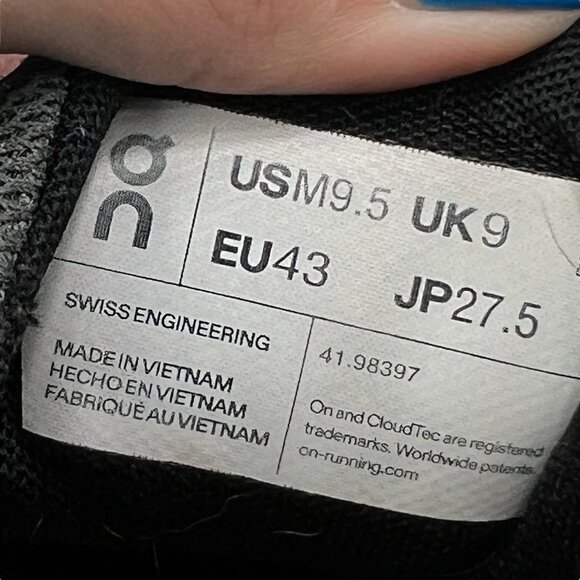 On
USM9.5 UK9
EU43 JP27.5
SWISS ENGINEERING
MADE IN VIETNAM
HECHO EN VIETNAM
FABRIQUÉ AU VIETNAM
41.98397
On and CloudTec are registered
trademarks. Worldwide patents.
on-running.com